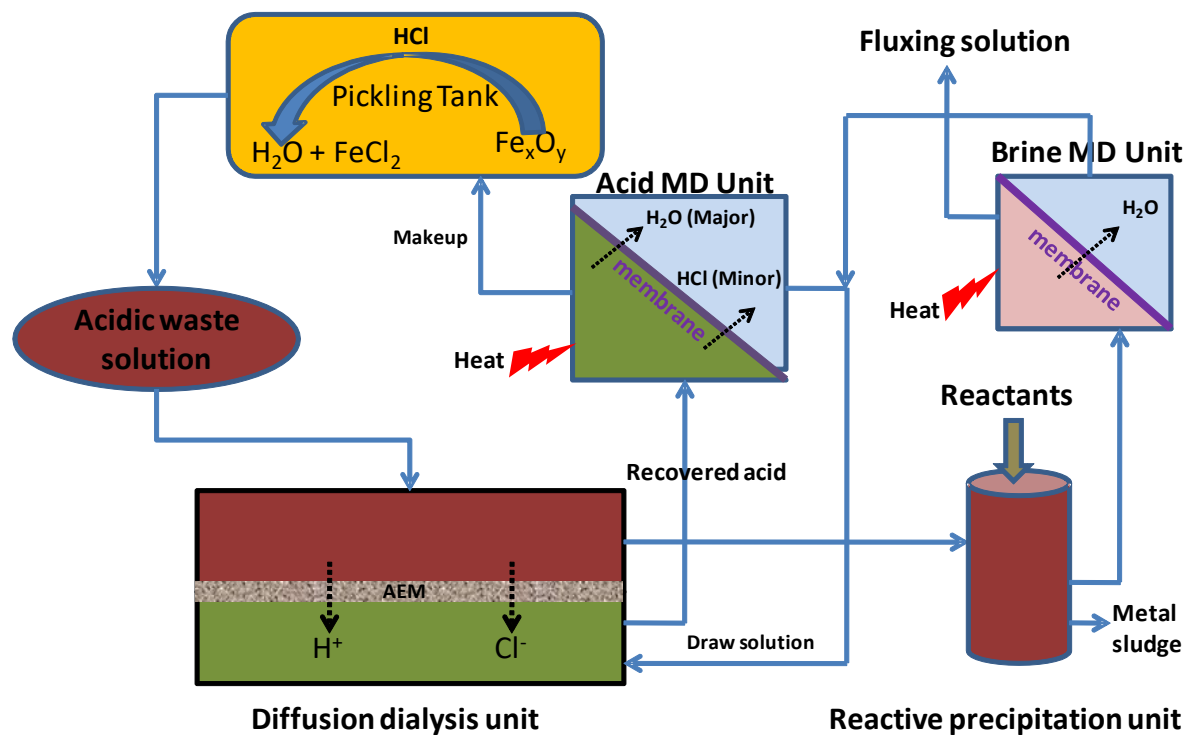 HCl
Pickling Tank
H₂O + FeCl₂
FeₓOᵧ
Fluxing solution
Brine MD Unit
H₂O
membrane
Heat
Acid MD Unit
H₂O (Major)
HCl (Minor)
membrane
Heat
Makeup
Acidic waste
solution
Reactants
Recovered acid
AEM
H⁺
Cl⁻
Draw solution
Metal
sludge
Diffusion dialysis unit
Reactive precipitation unit